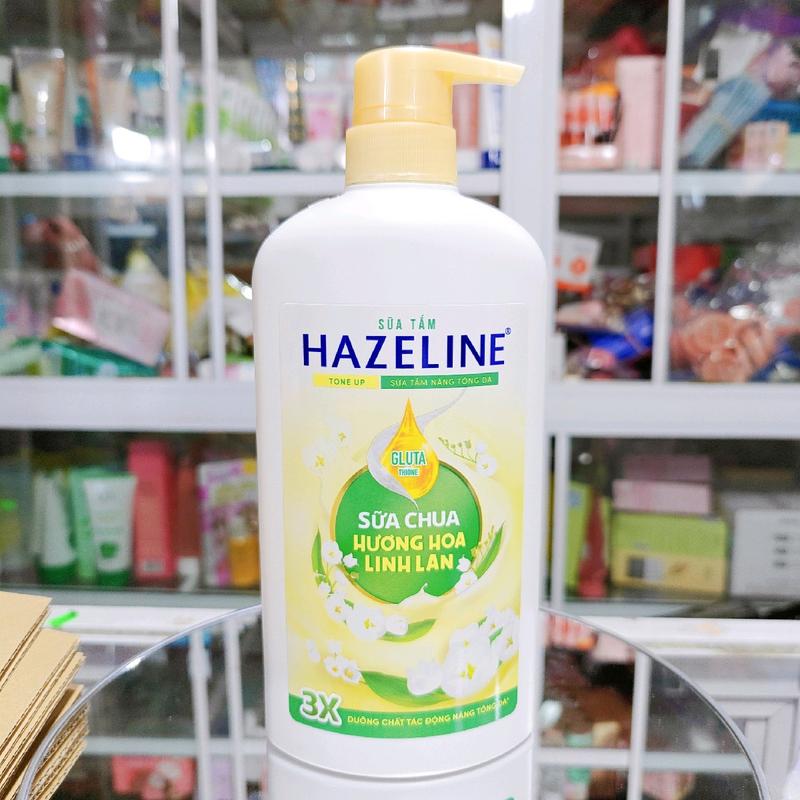 SỮA TẮM
HAZELINE®
TONE UP SỮA TẮM NÂNG TÔNG DA
GLUTA
THIONE
SỮA CHUA
HƯƠNG HOA
LINH LAN
3X DƯỠNG CHẤT TÁC ĐỘNG NÂNG TÔNG DA*